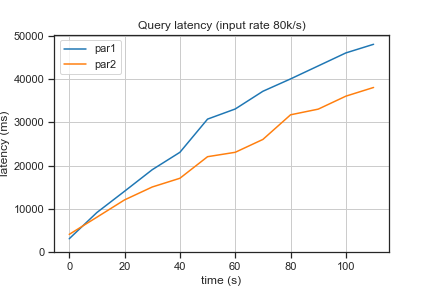 Query latency (input rate 80k/s)
50000
40000
30000
20000
10000
0
latency (ms)
par1
par2
0 20 40 60 80 100
time (s)